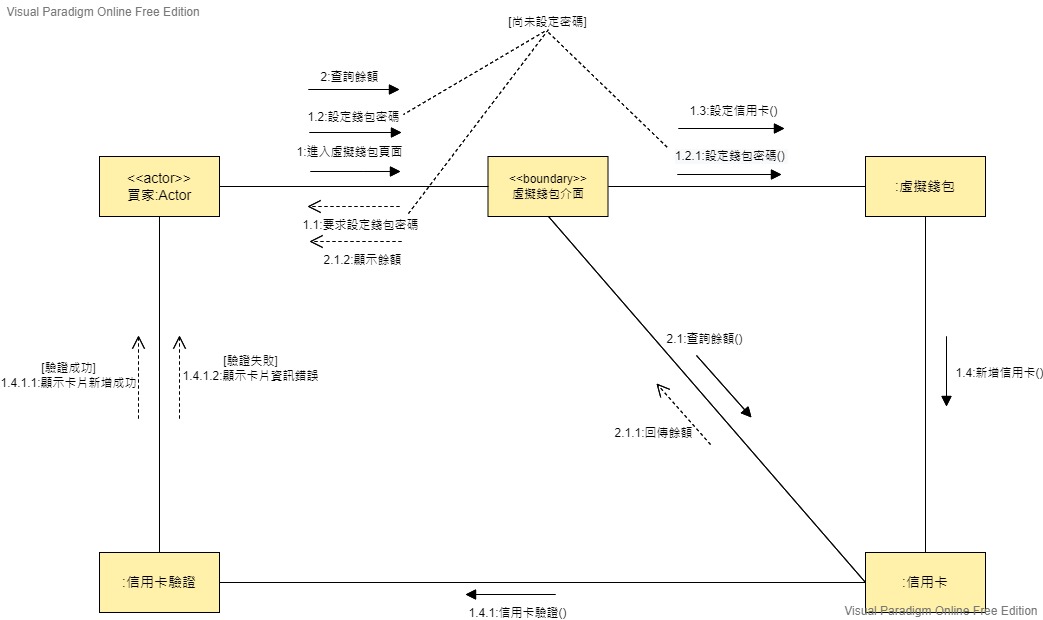 Visual Paradigm Online Free Edition
[尚未設定密碼]
2:查詢餘額
1.2:設定錢包密碼
1.3:設定信用卡()
1:進入虛擬錢包頁面
1.2.1:設定錢包密碼()
<<actor>>
買家:Actor
<<boundary>>
虛擬錢包介面
:虛擬錢包
1.1:要求設定錢包密碼
2.1.2:顯示餘額
2.1:查詢餘額()
[驗證成功]
1.4.1.1:顯示卡片新增成功
[驗證失敗]
1.4.1.2:顯示卡片資訊錯誤
1.4:新增信用卡()
2.1.1:回傳餘額
:信用卡驗證
:信用卡
1.4.1:信用卡驗證()
Visual Paradigm Online Free Edition